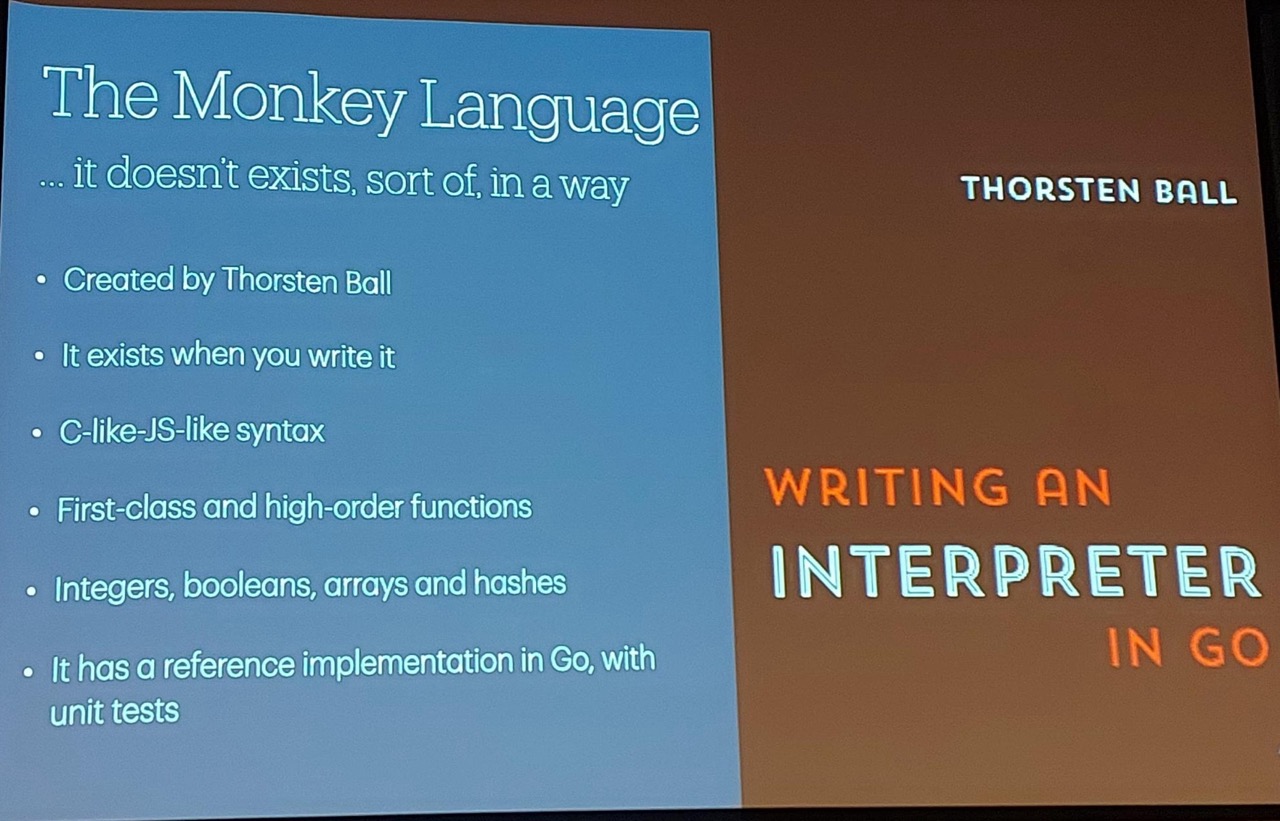 The Monkey Language
... it doesn't exists, sort of, in a way
• Created by Thorsten Ball
• It exists when you write it
• C-like-JS-like syntax
• First-class and high-order functions
• Integers, booleans, arrays and hashes
• It has a reference implementation in Go, with
unit tests
THORSTEN BALL
WRITING AN
INTERPRETER
IN GO